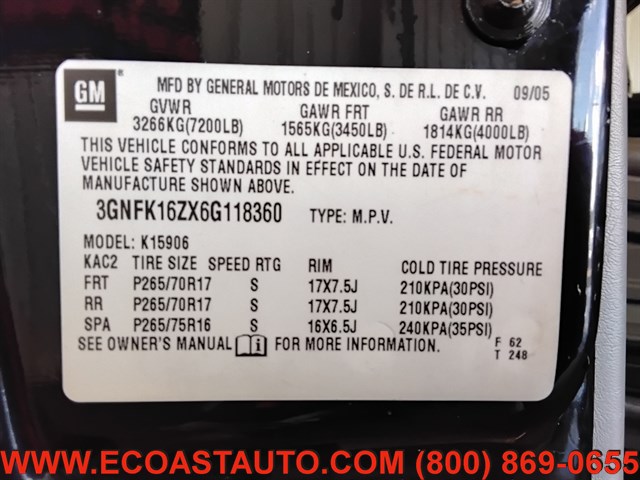 GM ®
MFD BY GENERAL MOTORS DE MEXICO, S. DE R.L. DE C.V. 09/05
GVWR GAWR FRT GAWR RR
3266KG(7200LB) 1565KG(3450LB) 1814KG(4000LB)
THIS VEHICLE CONFORMS TO ALL APPLICABLE U.S. FEDERAL MOTOR
VEHICLE SAFETY STANDARDS IN EFFECT ON THE DATE OF
MANUFACTURE SHOWN ABOVE.
3GNFK16ZX6G118360 TYPE: M.P.V.
MODEL: K15906
KAC2 TIRE SIZE SPEED RTG RIM COLD TIRE PRESSURE
FRT P265/70R17 S 17X7.5J 210KPA(30PSI)
RR P265/70R17 S 17X7.5J 210KPA(30PSI)
SPA P265/75R16 S 16X6.5J 240KPA(35PSI)
SEE OWNER'S MANUAL i FOR MORE INFORMATION. F 62
T 248
WWW.ECOASTAUTO.COM (800) 869-0655